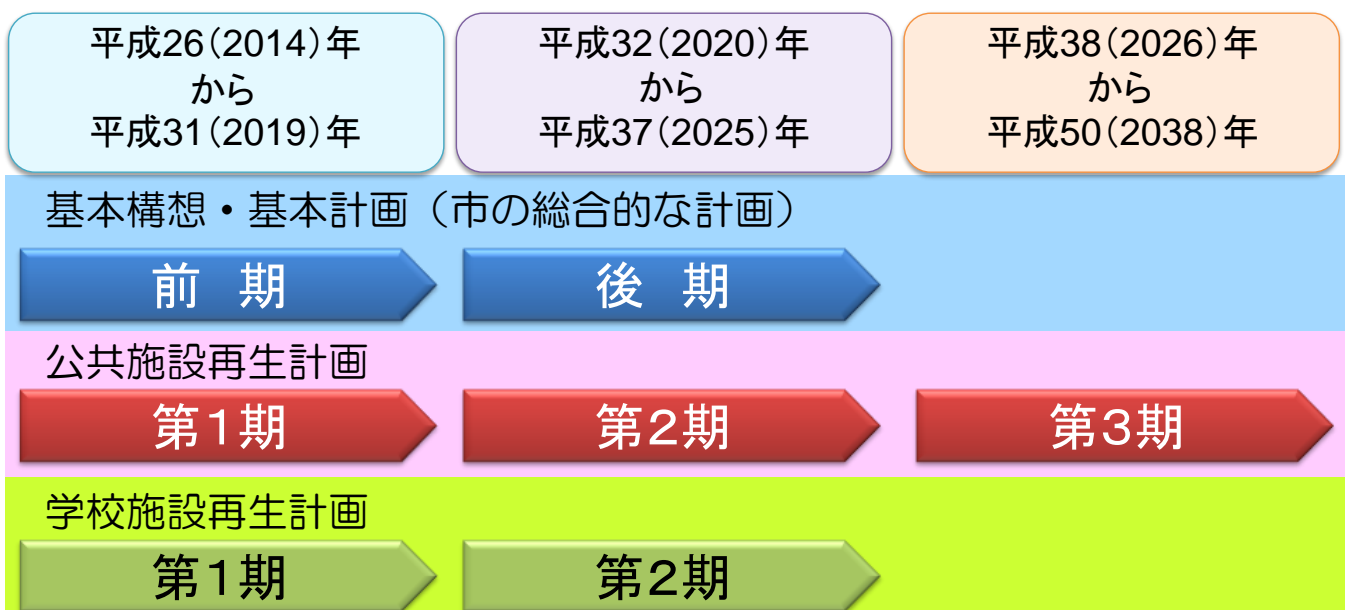 平成26(2014)年
から
平成31(2019)年
平成32(2020)年
から
平成37(2025)年
平成38(2026)年
から
平成50(2038)年
基本構想・基本計画（市の総合的な計画）
前　期
後　期
公共施設再生計画
第１期
第２期
第３期
学校施設再生計画
第１期
第２期